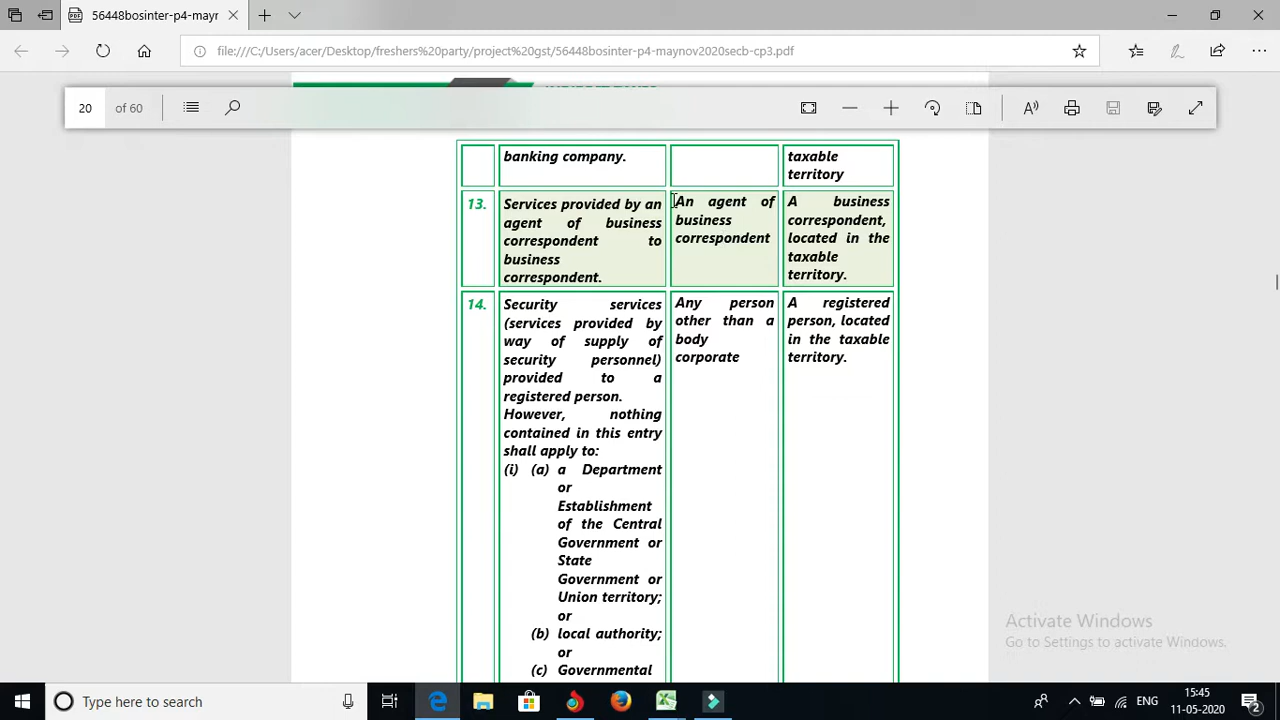 56448bosinter-p4-mayn
file:///C:/Users/acer/Desktop/freshers%20party/project%20gst/56448bosinter-p4-maynov2020secb-cp3.pdf
20 of 60
banking company.
taxable
territory
13.
Services provided by an
agent of business
correspondent to
business
correspondent.
An agent of
business
correspondent
A business
correspondent,
located in the
taxable
territory.
14.
Security services
(services provided by
way of supply of
security personnel)
provided to a
registered person.
However, nothing
contained in this entry
shall apply to:
(i) (a) a Department
or
Establishment
of the Central
Government or
State
Government or
Union territory;
or
(b) local authority;
or
(c) Governmental
Any person
other than a
body
corporate
A registered
person, located
in the taxable
territory.
Activate Windows
Go to Settings to activate Windows.
Type here to search
ENG
15:45
11-05-2020
2